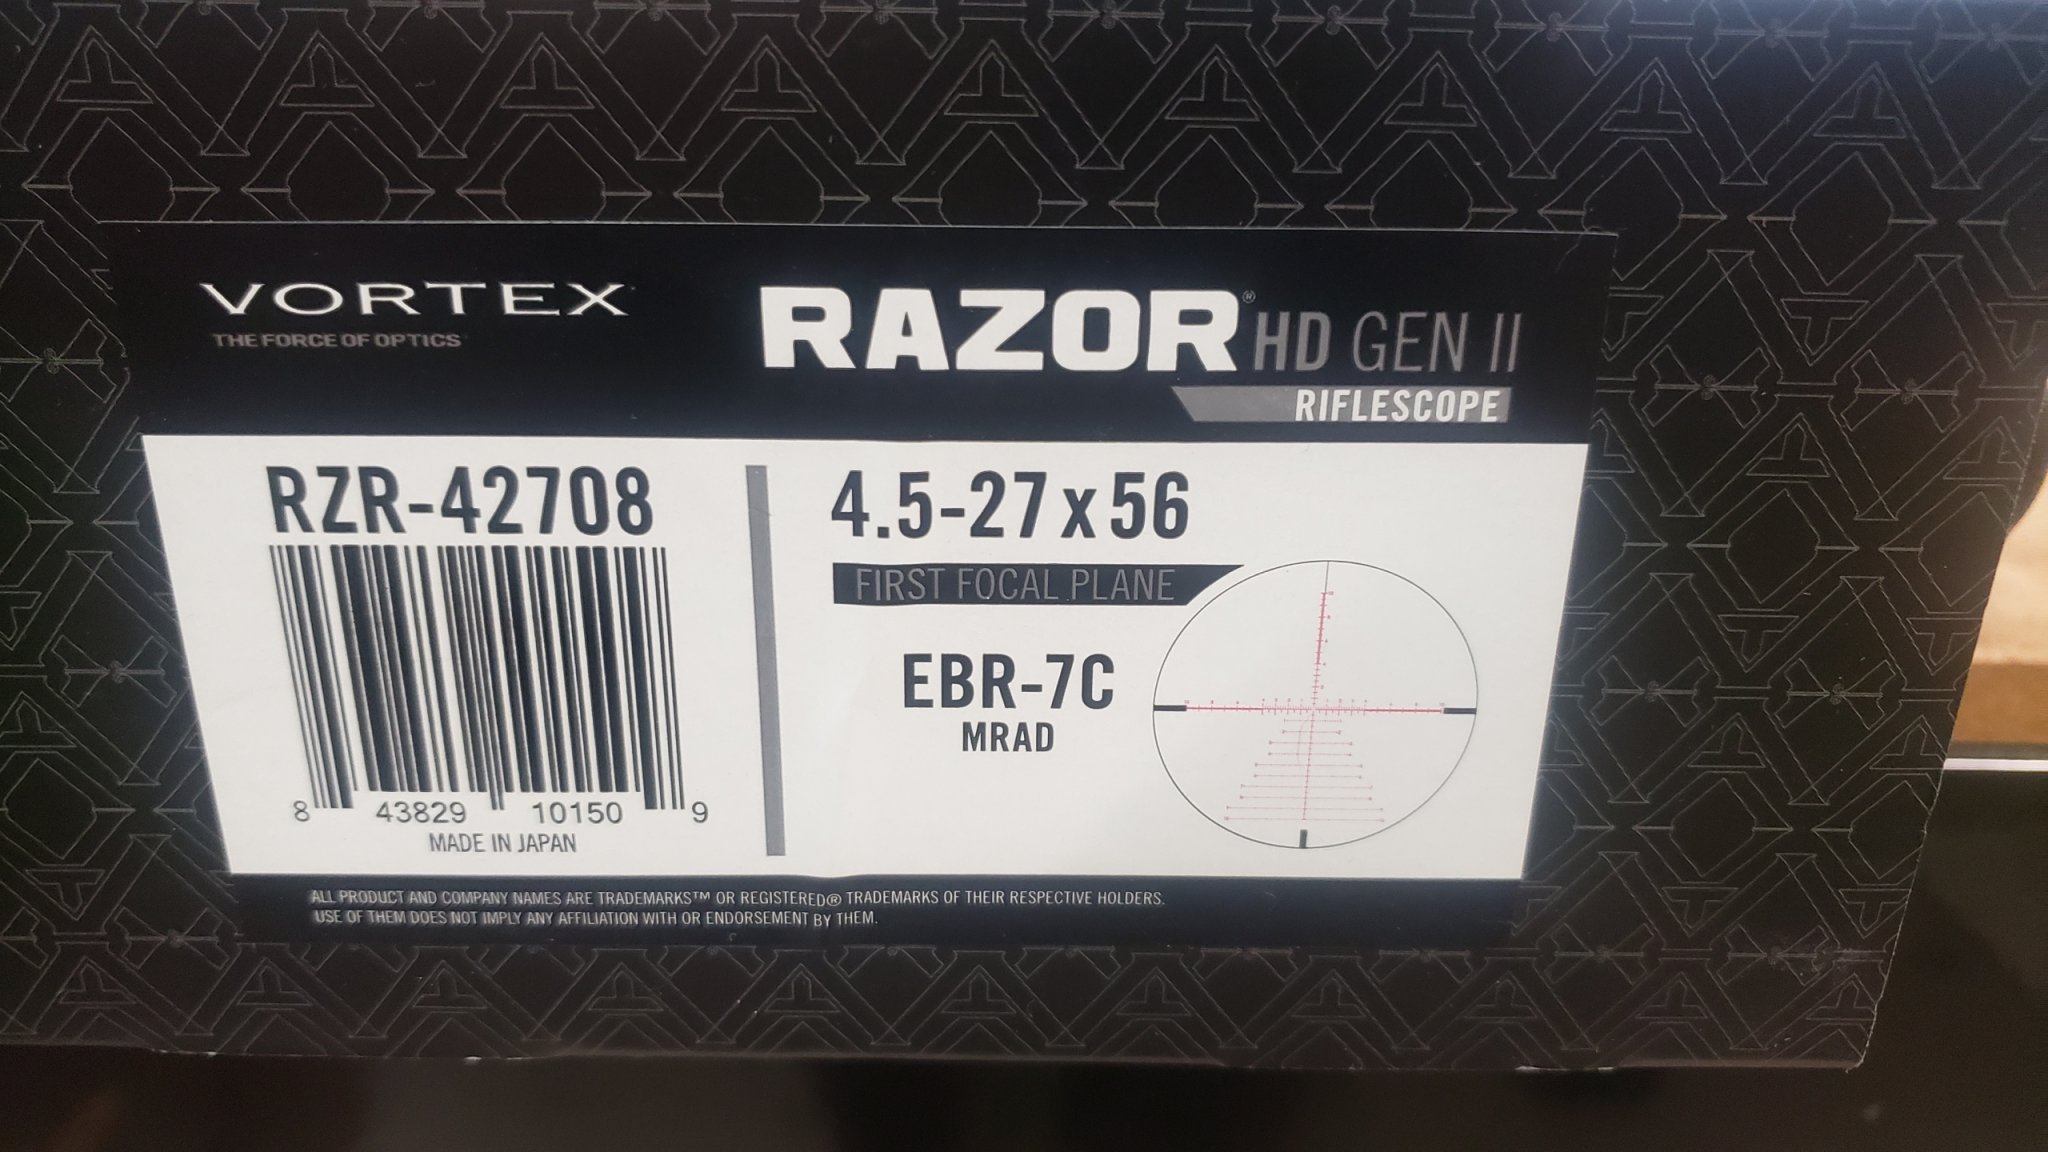 VORTEX
THE FORCE OF OPTICS
RAZOR® HD GEN II
RIFLESCOPE
RZR-42708
8 43829 10150 9
MADE IN JAPAN
4.5-27x56
FIRST FOCAL PLANE
EBR-7C
MRAD
ALL PRODUCT AND COMPANY NAMES ARE TRADEMARKS™ OR REGISTERED® TRADEMARKS OF THEIR RESPECTIVE HOLDERS.
USE OF THEM DOES NOT IMPLY ANY AFFILIATION WITH OR ENDORSEMENT BY THEM.